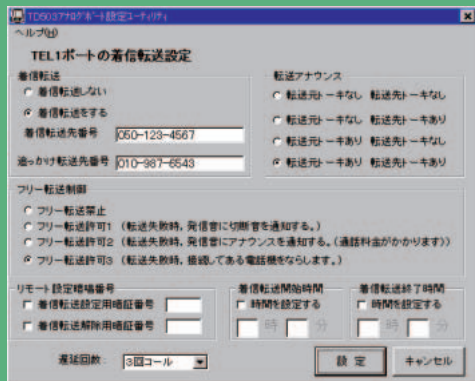 TD5037アナログポート設定ユーティリティ
ヘルプ(H)
TEL1ポートの着信転送設定
着信転送
着信転送しない
着信転送をする
着信転送先番号 050-123-4567
追っかけ転送先番号 010-987-6543
転送アナウンス
転送元トーキなし 転送先トーキなし
転送元トーキなし 転送先トーキあり
転送元トーキあり 転送先トーキなし
転送元トーキあり 転送先トーキあり
フリー転送制御
フリー転送禁止
フリー転送許可1 (転送失敗時、発信音に切断音を通知する。)
フリー転送許可2 (転送失敗時、発信音にアナウンスを通知する。(通話料金がかかります))
フリー転送許可3 (転送失敗時、接続してある電話機をならします。)
リモート設定暗唱番号
着信転送設定用暗証番号
着信転送解除用暗証番号
着信転送開始時間
時間を設定する
時 分
着信転送終了時間
時間を設定する
時 分
遅延回数: 3回コール
設 定
キャンセル